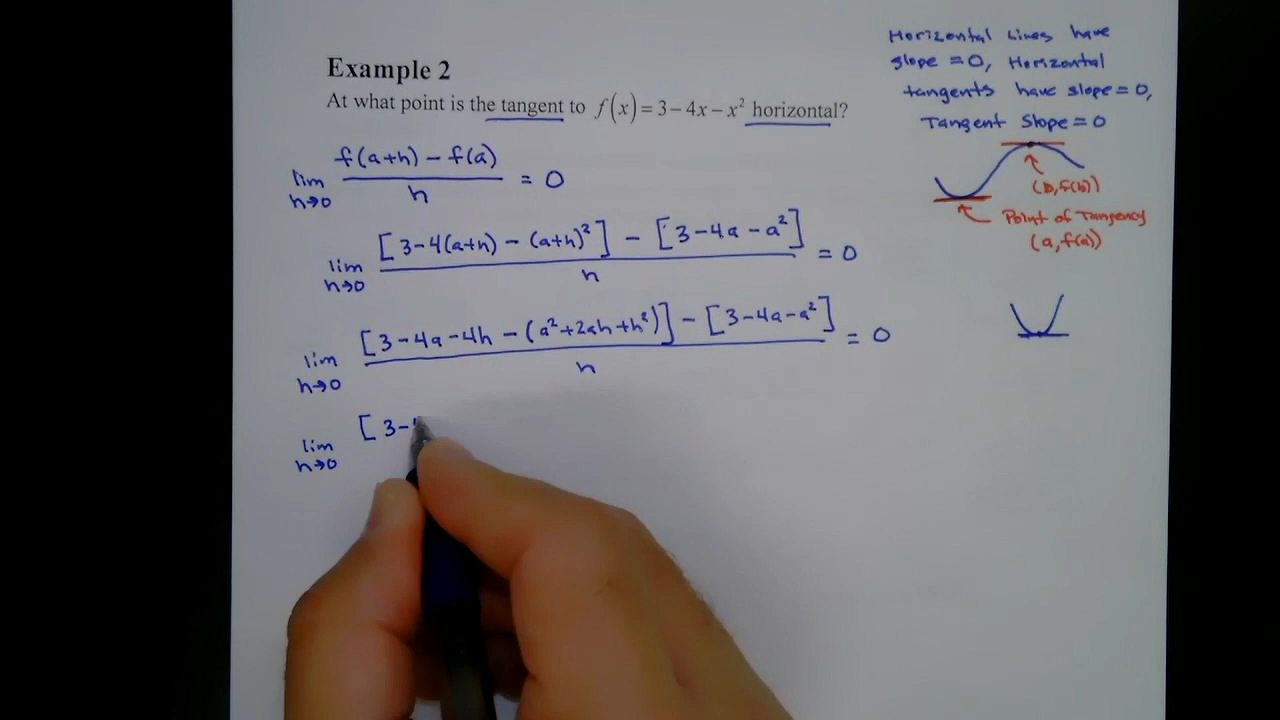 Example 2
At what point is the tangent to f(x) = 3 − 4x − x² horizontal?
lim h→0 f(a+h) − f(a) / h = 0
lim h→0 [3−4(a+h) − (a+h)²] − [3−4a−a²] / h = 0
lim h→0 [3−4a−4h − (a²+2ah+h²)] − [3−4a−a²] / h = 0
lim h→0 [3−
Horizontal Lines have
slope = 0, Horizontal
tangents have slope = 0,
Tangent Slope = 0
(b, f(b))
Point of Tangency
(a, f(a))